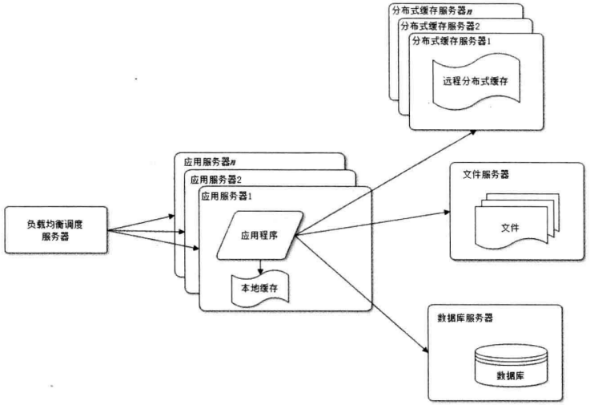 分布式缓存服务器n
分布式缓存服务器2
分布式缓存服务器1
远程分布式缓存
应用服务器n
应用服务器2
应用服务器1
应用程序
本地缓存
负载均衡调度
服务器
文件服务器
文件
数据库服务器
数据库